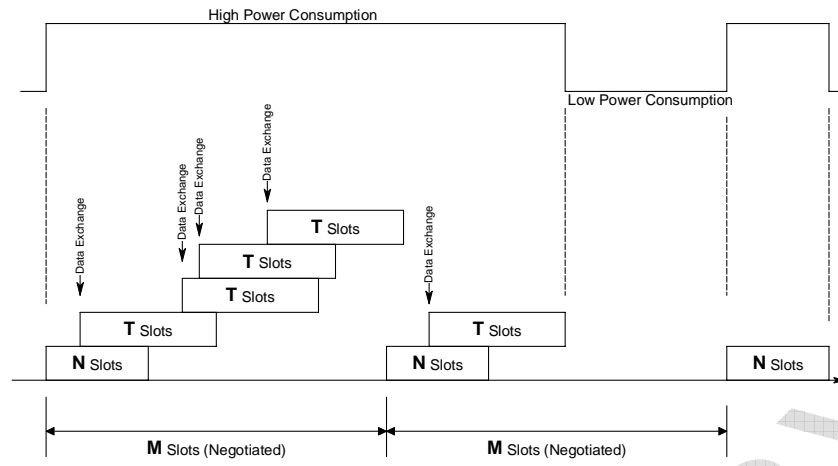 High Power Consumption
Low Power Consumption
Data Exchange
Data Exchange
Data Exchange
Data Exchange
Data Exchange
T Slots
T Slots
T Slots
T Slots
T Slots
N Slots
N Slots
N Slots
M Slots (Negotiated)
M Slots (Negotiated)